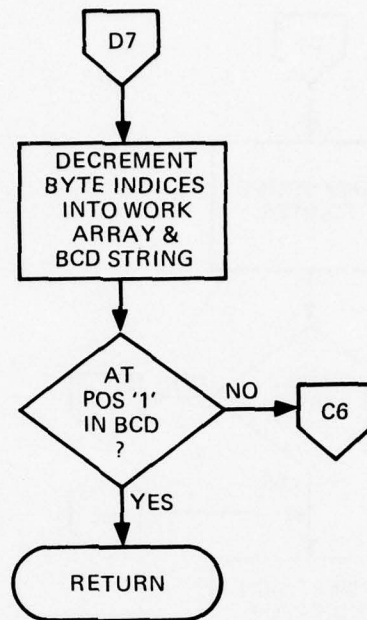 D7
DECREMENT
BYTE INDICES
INTO WORK
ARRAY &
BCD STRING
AT
POS '1'
IN BCD
?
NO
C6
YES
RETURN